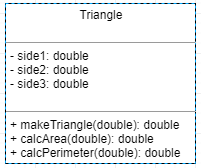 Triangle
- side1: double
- side2: double
- side3: double
+ makeTriangle(double): double
+ calcArea(double): double
+ calcPerimeter(double): double